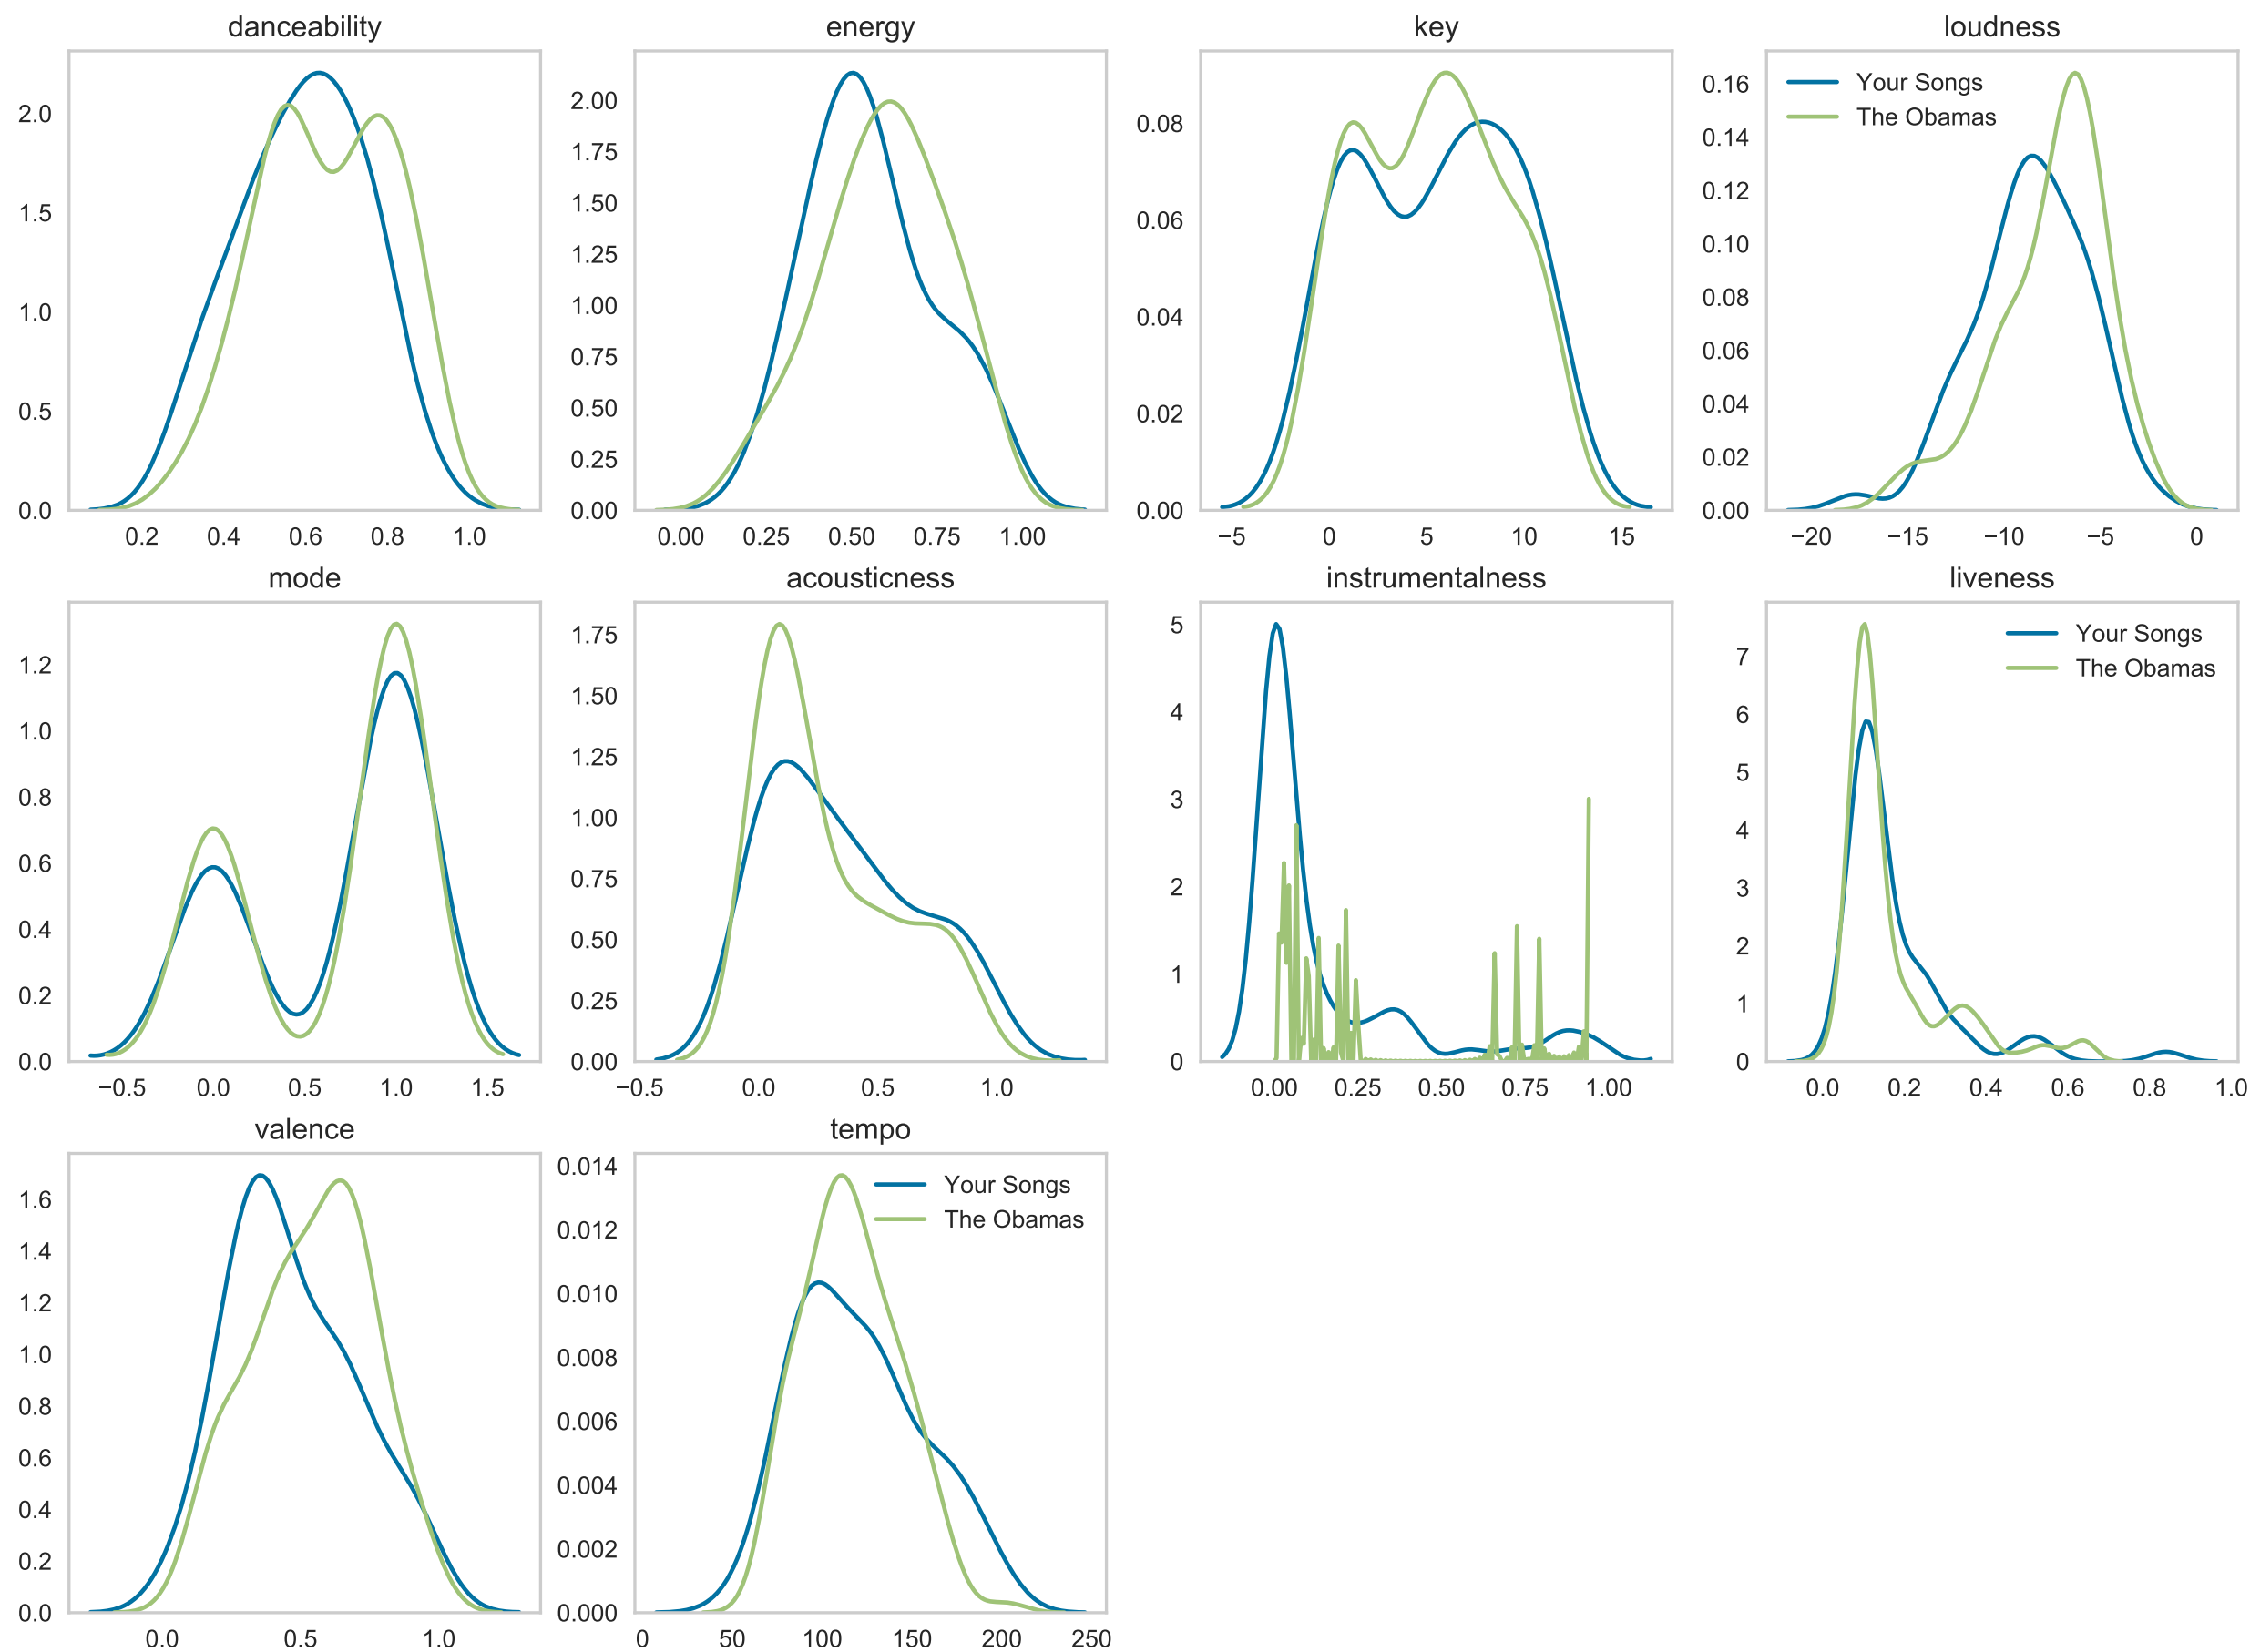 danceability
2.0
1.5
1.0
0.5
0.0
0.2 0.4 0.6 0.8 1.0
energy
2.00
1.75
1.50
1.25
1.00
0.75
0.50
0.25
0.00
0.00 0.25 0.50 0.75 1.00
key
0.08
0.06
0.04
0.02
0.00
−5 0 5 10 15
loudness
Your Songs
The Obamas
0.16
0.14
0.12
0.10
0.08
0.06
0.04
0.02
0.00
−20 −15 −10 −5 0
mode
1.2
1.0
0.8
0.6
0.4
0.2
0.0
−0.5 0.0 0.5 1.0 1.5
acousticness
1.75
1.50
1.25
1.00
0.75
0.50
0.25
0.00
−0.5 0.0 0.5 1.0
instrumentalness
5
4
3
2
1
0
0.00 0.25 0.50 0.75 1.00
liveness
Your Songs
The Obamas
7
6
5
4
3
2
1
0
0.0 0.2 0.4 0.6 0.8 1.0
valence
1.6
1.4
1.2
1.0
0.8
0.6
0.4
0.2
0.0
0.0 0.5 1.0
tempo
Your Songs
The Obamas
0.014
0.012
0.010
0.008
0.006
0.004
0.002
0.000
0 50 100 150 200 250